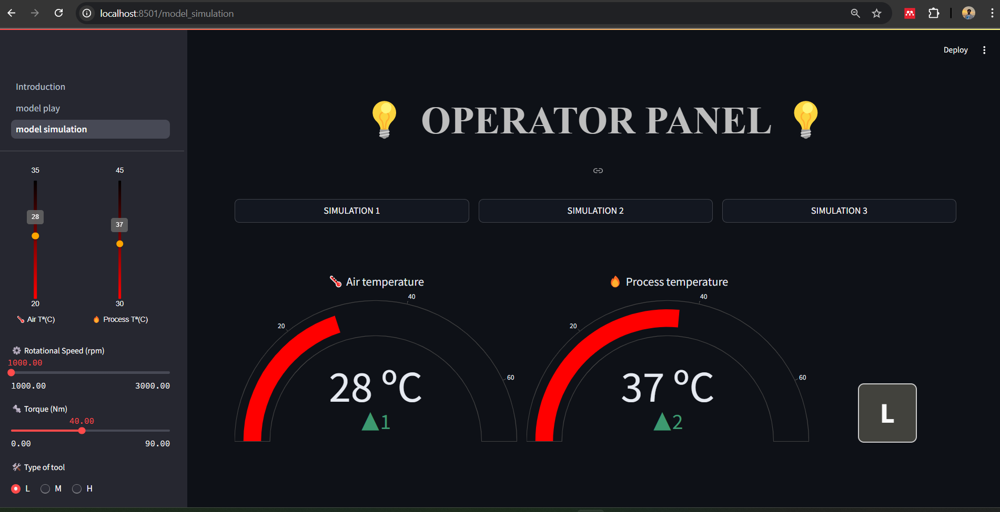 localhost:8501/model_simulation
Deploy
Introduction
model play
model simulation
35
45
28
37
20
30
Air Tª(C)
Process Tª(C)
Rotational Speed (rpm)
1000.00
1000.00
3000.00
Torque (Nm)
40.00
0.00
90.00
Type of tool
L
M
H
OPERATOR PANEL
SIMULATION 1
SIMULATION 2
SIMULATION 3
Air temperature
20
40
60
28 ºC
▲1
Process temperature
20
40
60
37 ºC
▲2
L